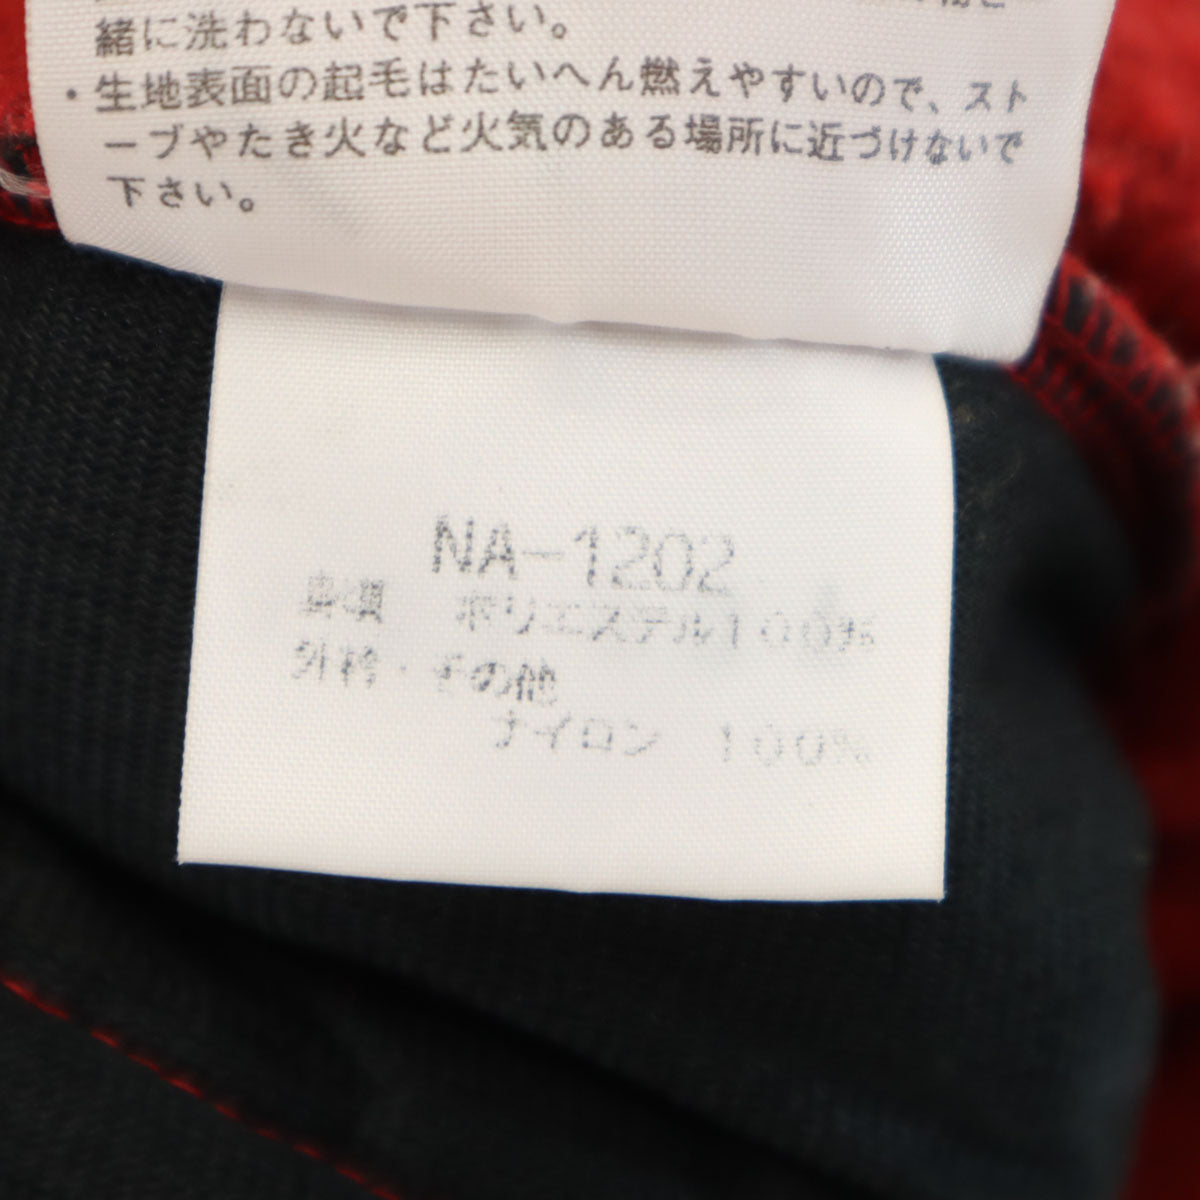 緒に洗わないで下さい。
・生地表面の起毛はたいへん燃えやすいので、スト
ーブやたき火など火気のある場所に近づけないで
下さい。
NA-1202
ポリエステル100%
外衿・その他
ナイロン 100%